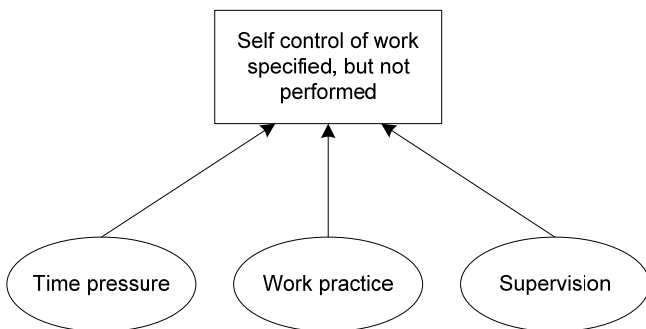 Self control of work
specified, but not
performed
Time pressure
Work practice
Supervision